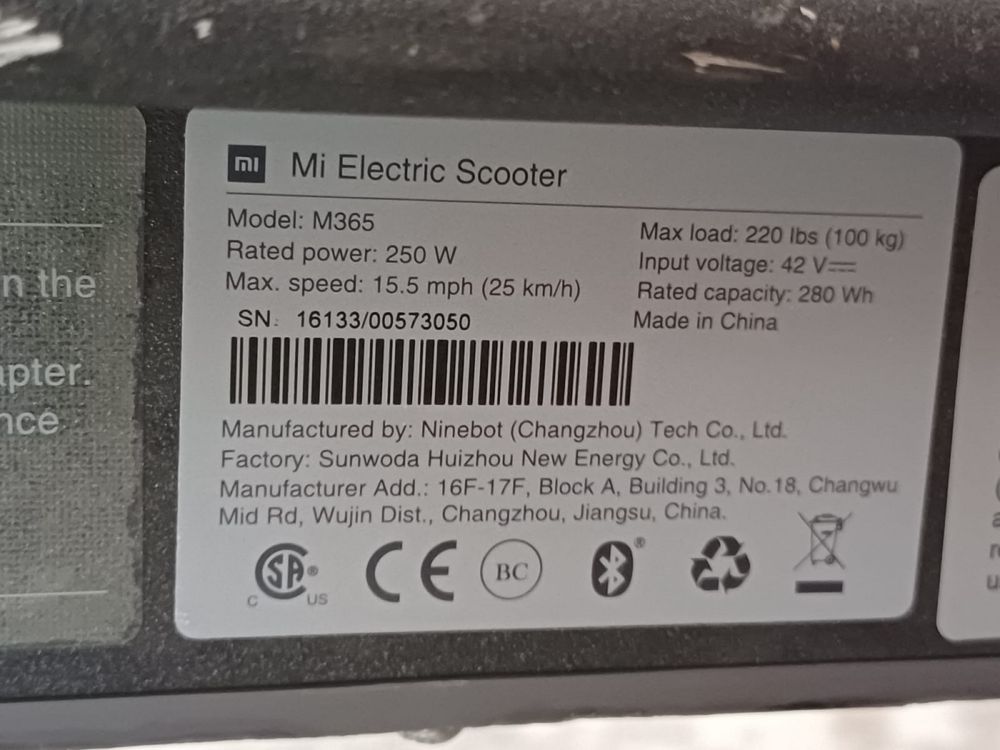 mi Mi Electric Scooter
Model: M365
Rated power: 250 W
Max. speed: 15.5 mph (25 km/h)
SN: 16133/00573050
Max load: 220 lbs (100 kg)
Input voltage: 42 V⎓
Rated capacity: 280 Wh
Made in China
Manufactured by: Ninebot (Changzhou) Tech Co., Ltd.
Factory: Sunwoda Huizhou New Energy Co., Ltd.
Manufacturer Add.: 16F-17F, Block A, Building 3, No.18, Changwu
Mid Rd, Wujin Dist., Changzhou, Jiangsu, China.
C SA® US
CE
BC
®
n the
pter.
nce